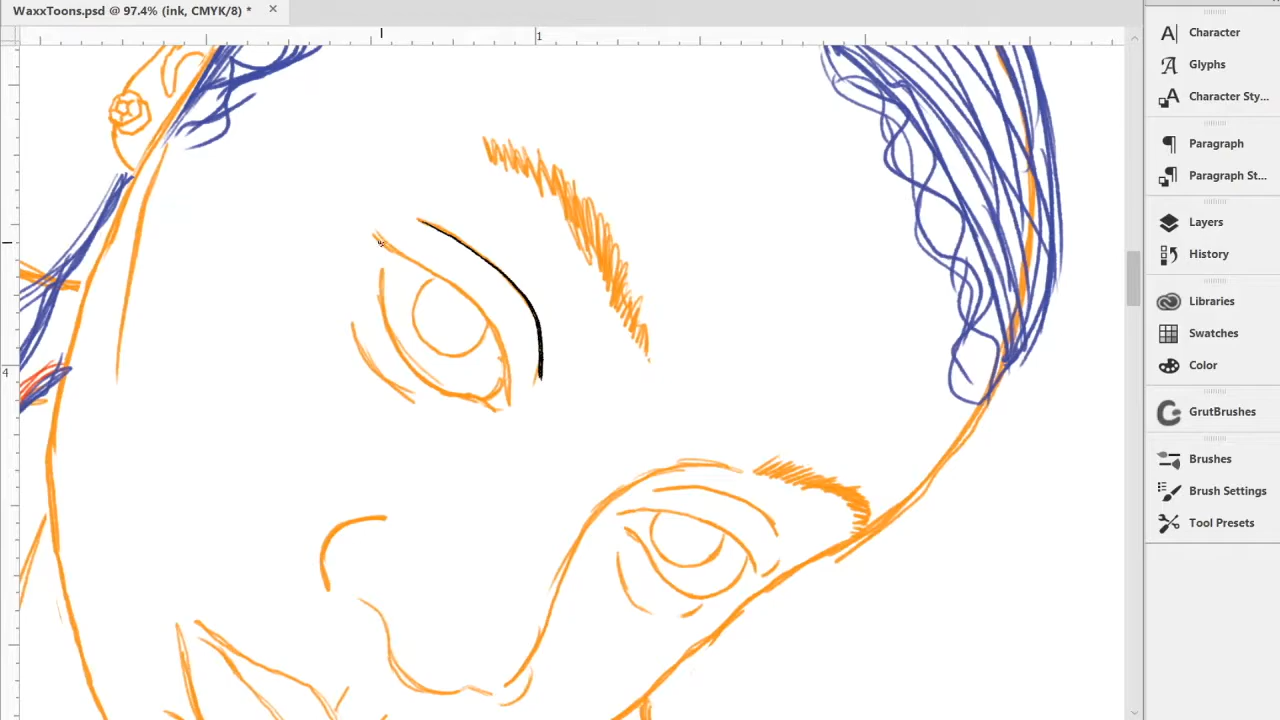 WaxxToons.psd @ 97.4% (ink, CMYK/8) *
1
4
Character
Glyphs
Character Sty...
Paragraph
Paragraph St...
Layers
History
Libraries
Swatches
Color
GrutBrushes
Brushes
Brush Settings
Tool Presets